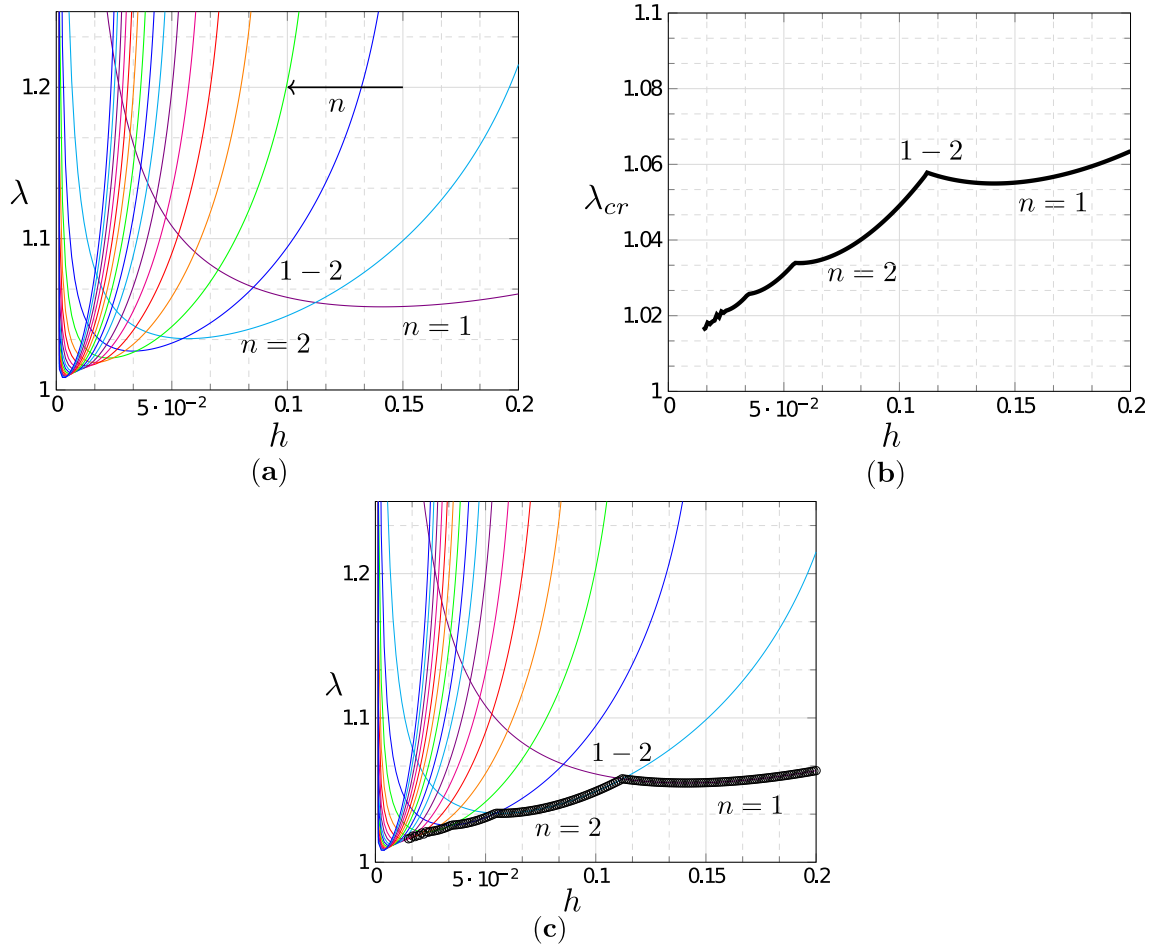 1.2
1.1
1
λ
n
1 − 2
n = 1
n = 2
0
5 · 10⁻²
0.1
0.15
0.2
h
(a)
1.1
1.08
1.06
1.04
1.02
1
λcr
1 − 2
n = 1
n = 2
0
5 · 10⁻²
0.1
0.15
0.2
h
(b)
1.2
1.1
1
λ
1 − 2
n = 2
n = 1
0
5 · 10⁻²
0.1
0.15
0.2
h
(c)